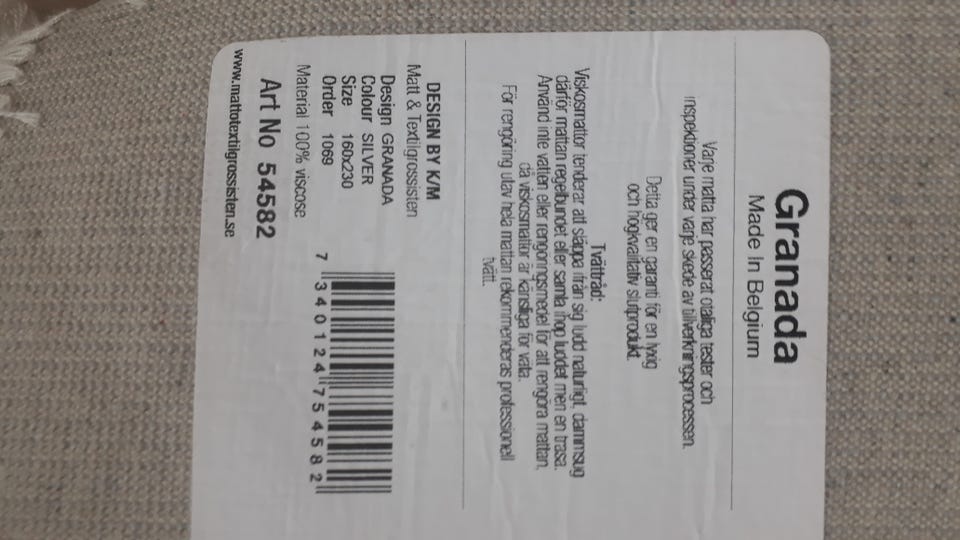 Granada
Made In Belgium
Varje matta har passerat otaliga tester och
inspektioner under varje skede av tillverkningsprocessen.
Detta ger en garanti för en lyxig
och högkvalitativ slutprodukt.
Tvättråd:
Viskosmattor tenderar att släppa ifrån sig ludd naturligt, dammsug
därför mattan regelbundet eller samla ihop luddet men en trasa.
Använd inte vatten eller rengöringsmedel för att rengöra mattan,
då viskosmattor är känsliga för väta.
För rengöring utav hela mattan rekommenderas professionell
tvätt.
DESIGN BY K/M
Matt & Textilgrossisten
Design GRANADA
Colour SILVER
Size 160x230
Order 1069
Material 100% viscose
7 340124 754582
Art No 54582
www.mattotextilgrossisten.se